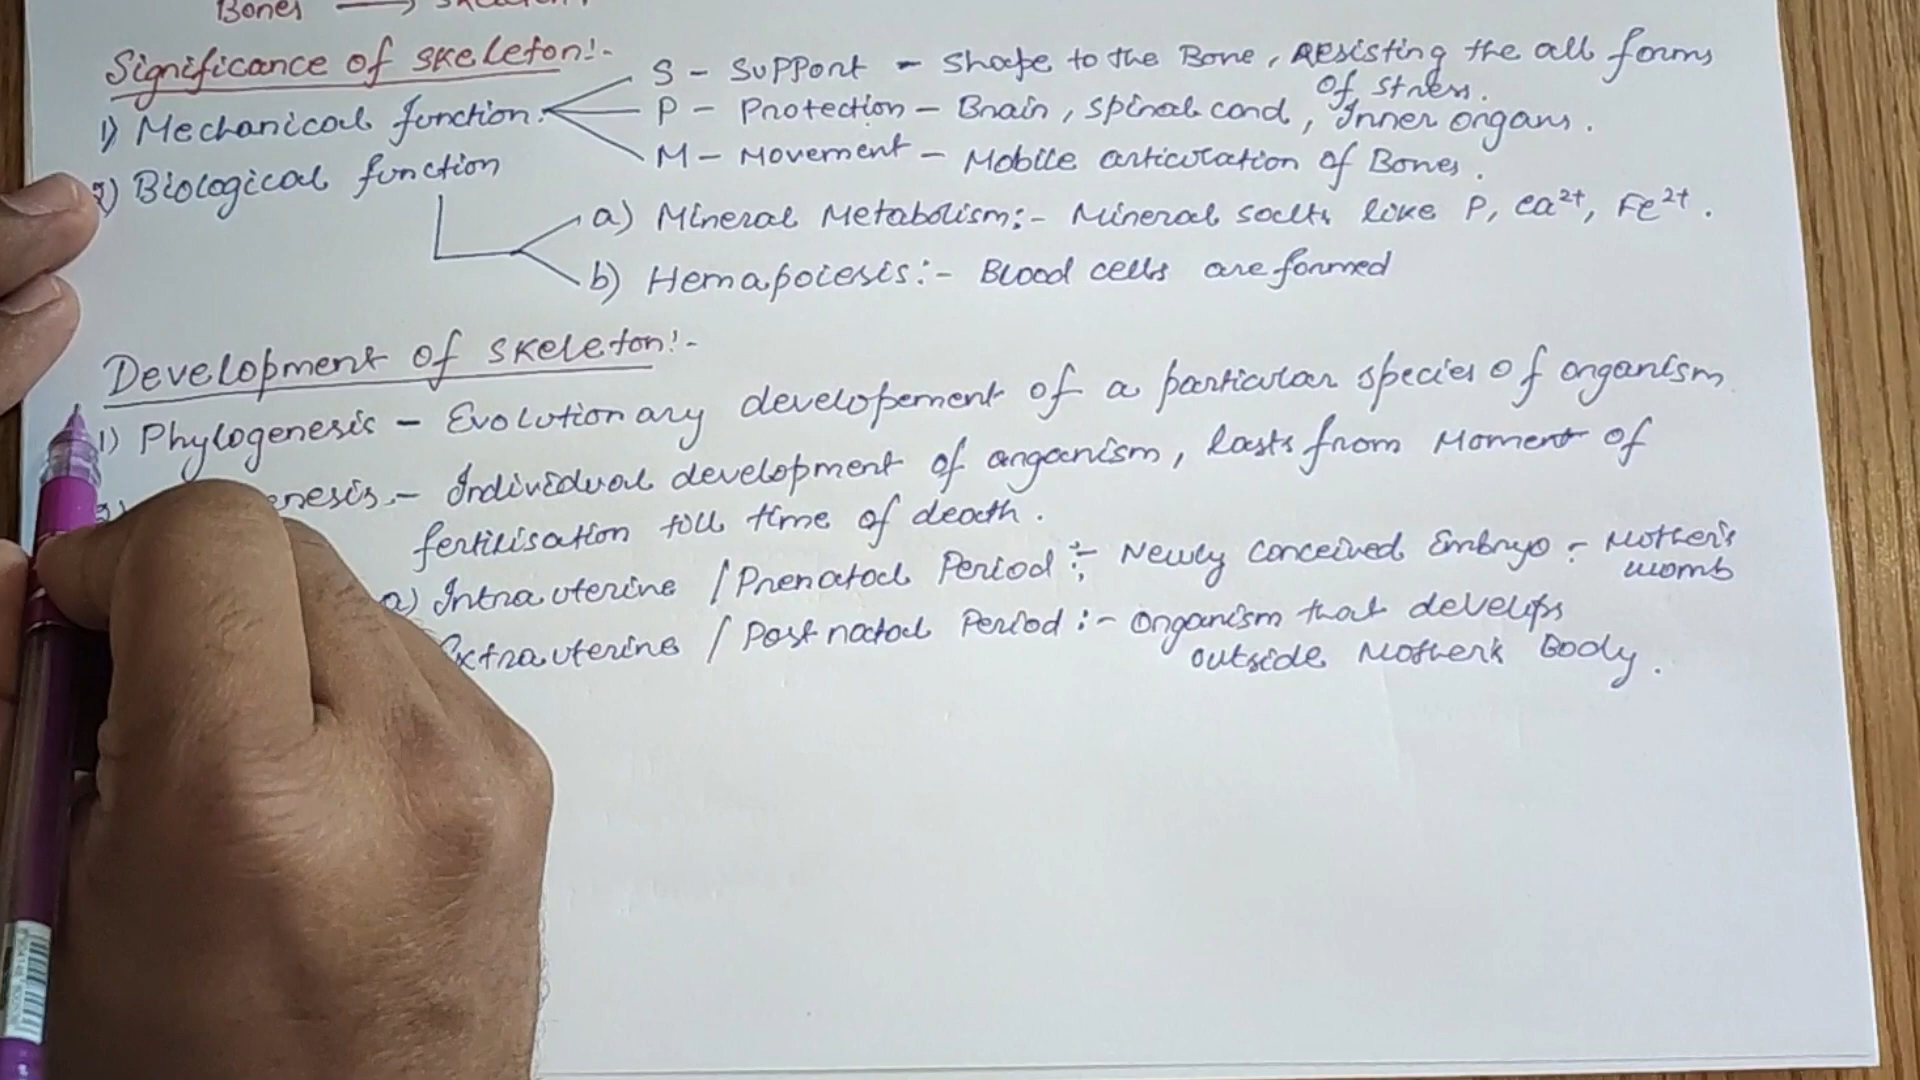 Bones → skeleton.
Significance of skeleton:-
1) Mechanical function. S - Support - Shape to the Bone, Resisting the all forms
of stress.
P - Protection - Brain, spinal cord, Inner organs.
M - Movement - Mobile articulation of Bones.
2) Biological function
a) Mineral Metabolism:- Mineral salts like P, Ca2+, Fe2+.
b) Hemapoiesis:- Blood cells are formed
Development of skeleton:-
1) Phylogenesis - Evolutionary developement of a particular species of organism
enesis - Individual development of organism, lasts from Moment of
fertilisation till time of death.
a) Intrauterine / Prenatal Period :- Newly conceived Embryo - Mother's
womb
Extrauterine / Postnatal Period :- Organism that develops
outside Mother's Body.